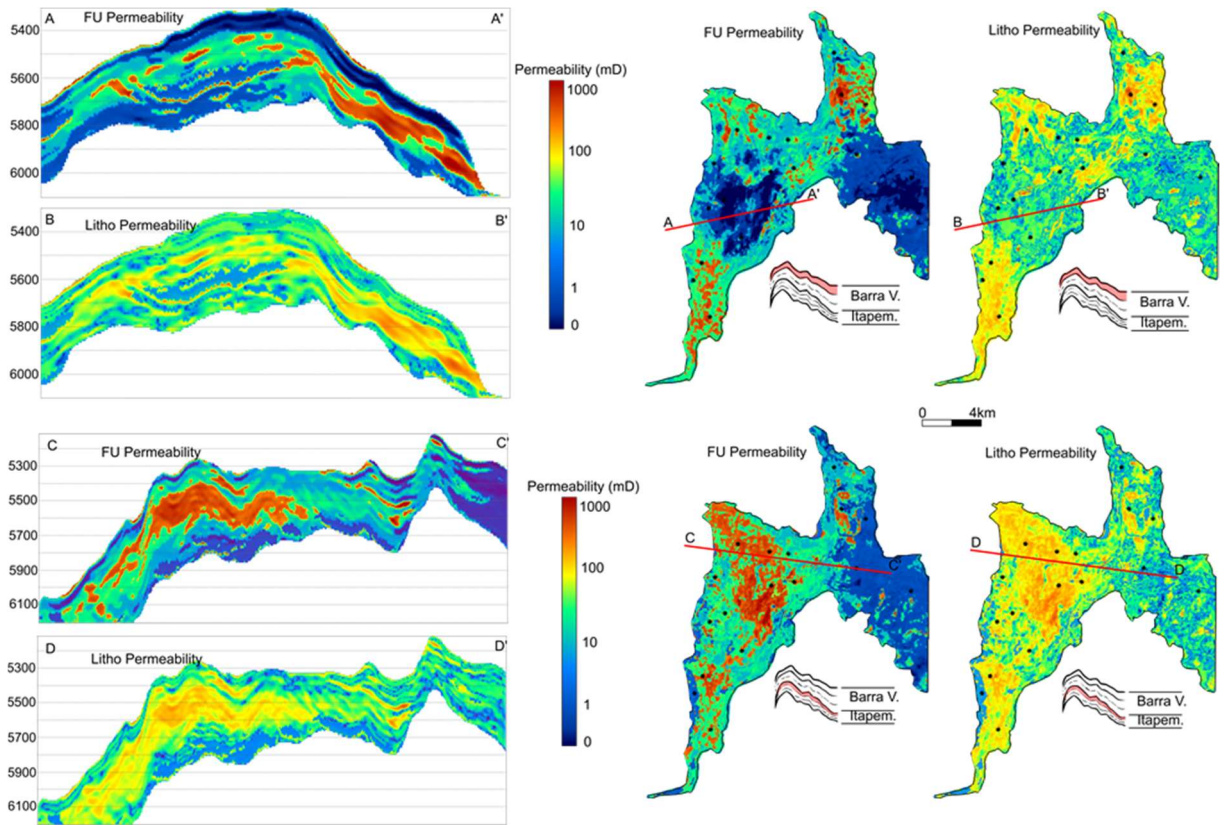 A
FU Permeability
A'
5400
5600
5800
6000
B
Litho Permeability
B'
5400
5600
5800
6000
Permeability (mD)
1000
100
10
1
0
FU Permeability
A
A'
Barra V.
Itapem.
Litho Permeability
B
B'
Barra V.
Itapem.
0 4km
C
FU Permeability
C'
5300
5500
5700
5900
6100
D
Litho Permeability
D'
5300
5500
5700
5900
6100
Permeability (mD)
1000
100
10
1
0
FU Permeability
C
C'
Barra V.
Itapem.
Litho Permeability
D
D'
Barra V.
Itapem.